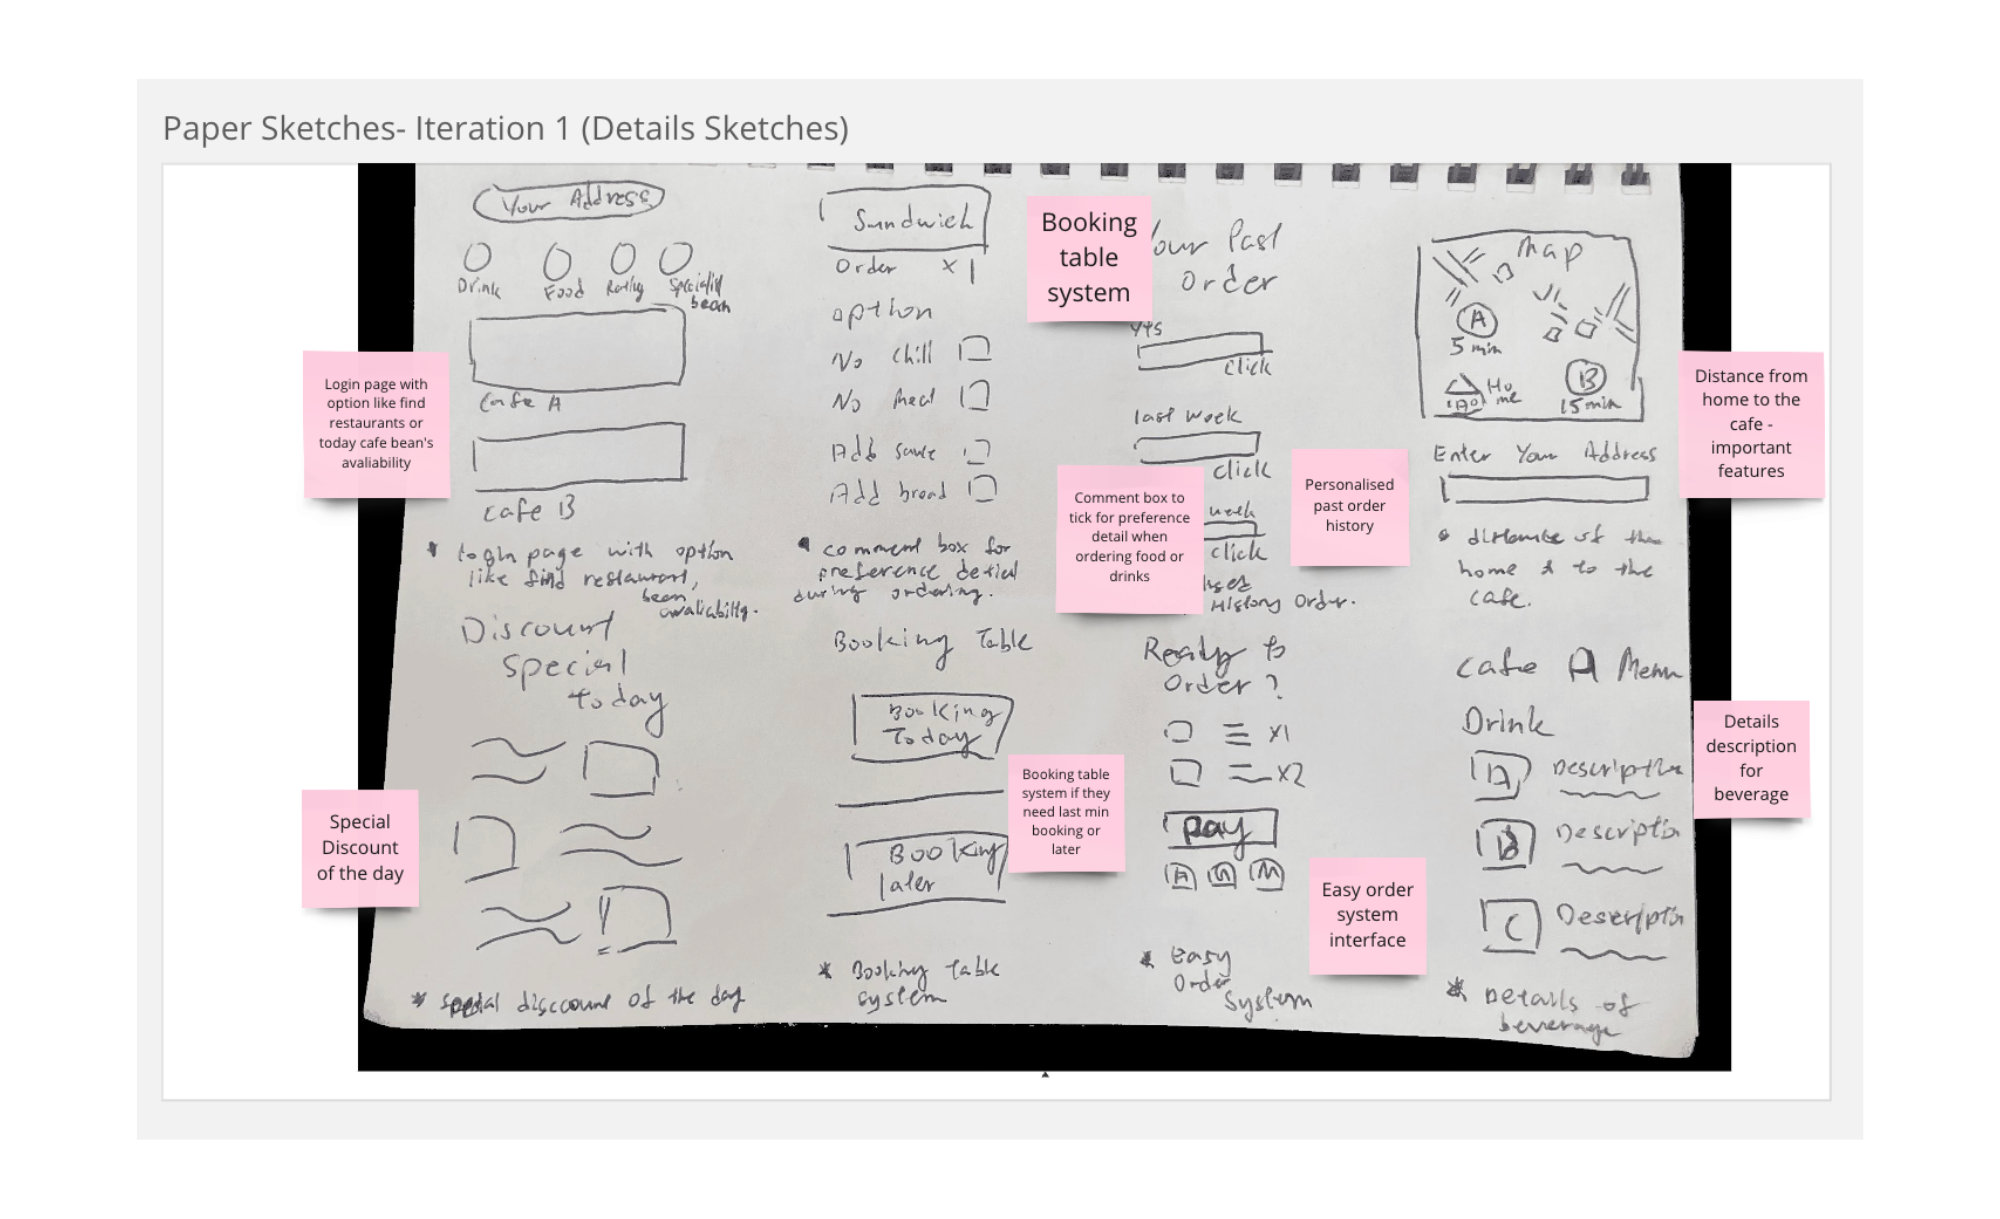 Paper Sketches- Iteration 1 (Details Sketches)
Your Address
Drink Food Rating Specialist
bean
Cafe A
Cafe B
* login page with option
like find restaurant,
bean
avaliability.
Login page with
option like find
restaurants or
today cafe bean's
avaliability
Sandwich
Order x 1
option
No chill
No meat
Add sauce
Add bread
* comment box for
preference detial
during ordering.
Booking
table
system
Your Past
Order
Yts
click
last week
click
week
click
History Order.
Comment box to
tick for preference
detail when
ordering food or
drinks
Personalised
past order
history
Map
A
5 min
Ho
me
B
15 min
Enter Your Address
* distance of the
home to the
cafe.
Distance from
home to the
cafe -
important
features
Discount
Special
today
* special disccount of the day
Special
Discount
of the day
Booking Table
Booking
Today
Booking
later
* Booking table
system
Booking table
system if they
need last min
booking or
later
Ready to
Order?
x1
x2
pay
* Easy
Order
System
Easy order
system
interface
Cafe A Menu
Drink
A Description
B Description
C Description
* Details of
beverage
Details
description
for
beverage